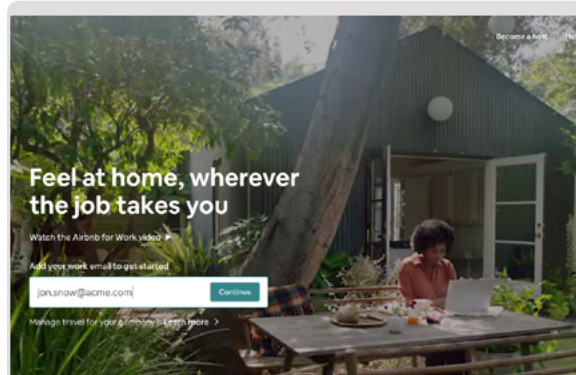 Become a host
Feel at home, wherever
the job takes you
Watch the Airbnb for Work video
Add your work email to get started
jon.snow@acme.com
Continue
Manage travel for your company? Learn more